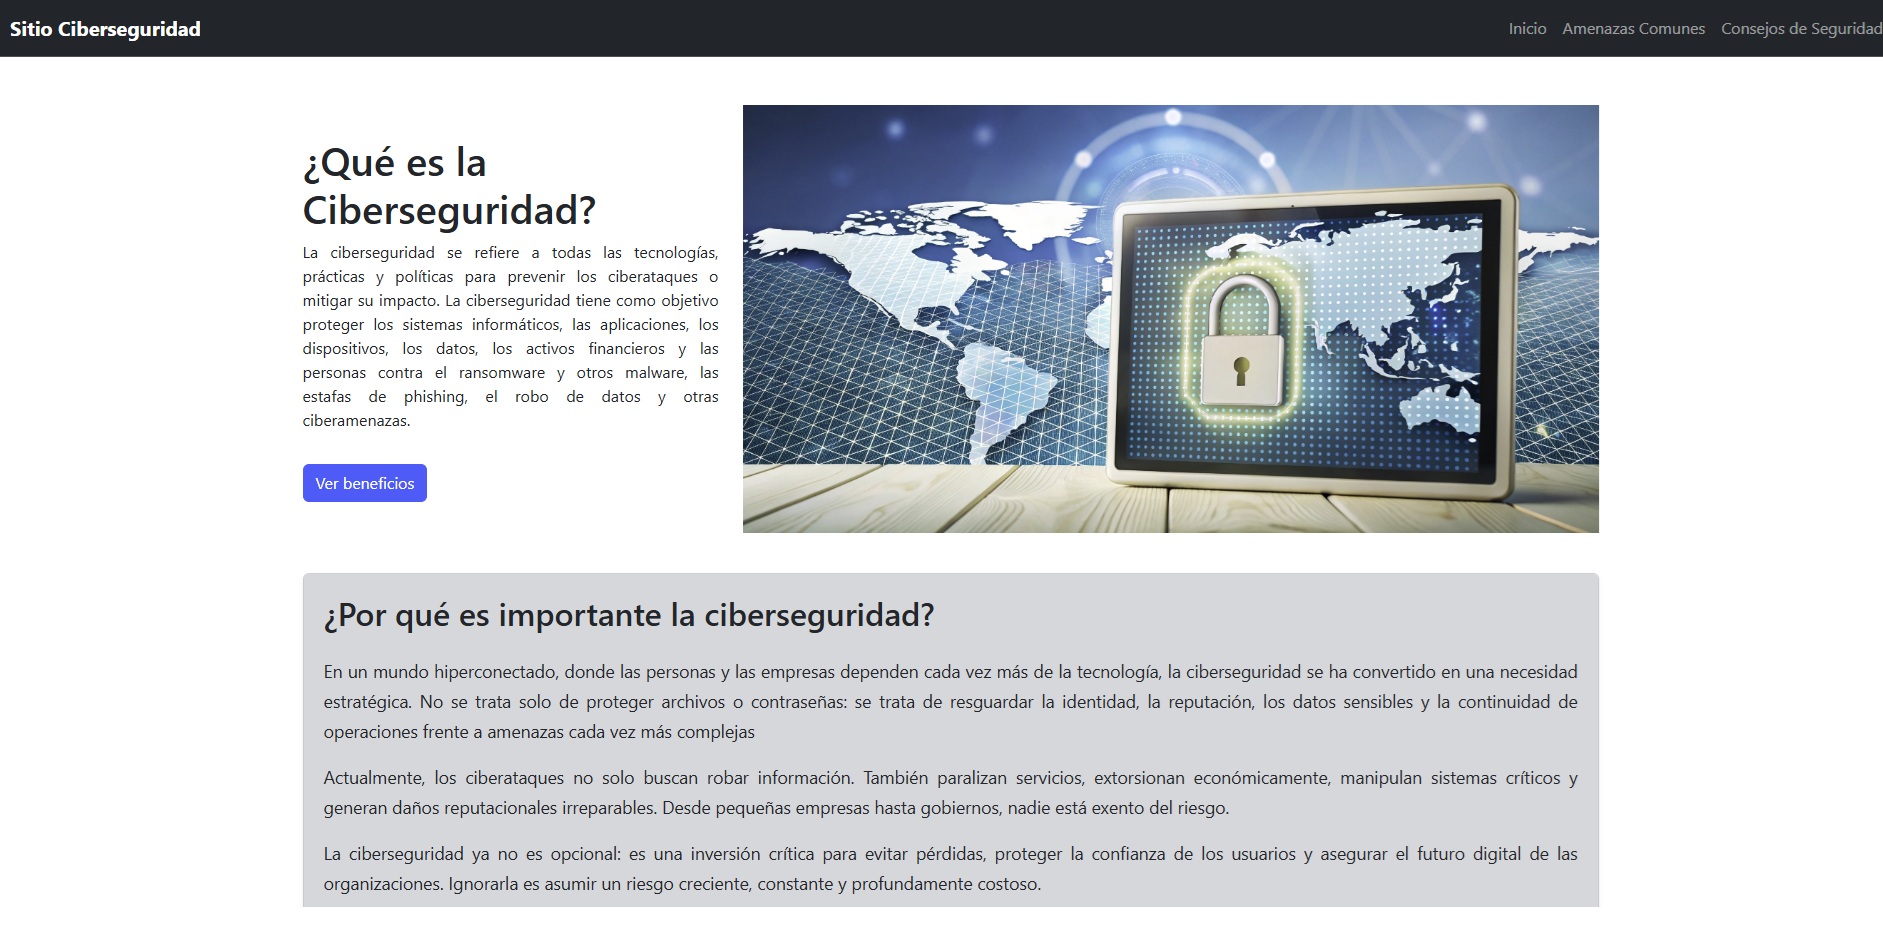 Sitio Ciberseguridad
Inicio Amenazas Comunes Consejos de Seguridad
¿Qué es la
Ciberseguridad?
La ciberseguridad se refiere a todas las tecnologías,
prácticas y políticas para prevenir los ciberataques o
mitigar su impacto. La ciberseguridad tiene como objetivo
proteger los sistemas informáticos, las aplicaciones, los
dispositivos, los datos, los activos financieros y las
personas contra el ransomware y otros malware, las
estafas de phishing, el robo de datos y otras
ciberamenazas.
Ver beneficios
¿Por qué es importante la ciberseguridad?
En un mundo hiperconectado, donde las personas y las empresas dependen cada vez más de la tecnología, la ciberseguridad se ha convertido en una necesidad
estratégica. No se trata solo de proteger archivos o contraseñas: se trata de resguardar la identidad, la reputación, los datos sensibles y la continuidad de
operaciones frente a amenazas cada vez más complejas
Actualmente, los ciberataques no solo buscan robar información. También paralizan servicios, extorsionan económicamente, manipulan sistemas críticos y
generan daños reputacionales irreparables. Desde pequeñas empresas hasta gobiernos, nadie está exento del riesgo.
La ciberseguridad ya no es opcional: es una inversión crítica para evitar pérdidas, proteger la confianza de los usuarios y asegurar el futuro digital de las
organizaciones. Ignorarla es asumir un riesgo creciente, constante y profundamente costoso.